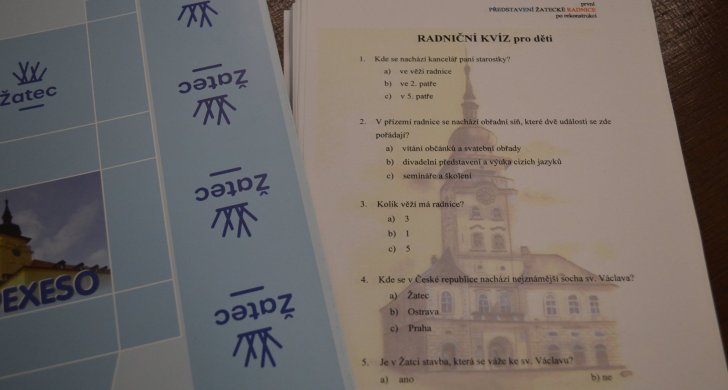 Žatec
Žatec
Žatec
Žatec
PEXESO
první
PŘEDSTAVENÍ ŽATECKÉ RADNICE
po rekonstrukci
RADNIČNÍ KVÍZ pro děti
1. Kde se nachází kancelář paní starostky?
a) ve věži radnice
b) ve 2. patře
c) v 5. patře
2. V přízemí radnice se nachází obřadní síň, které dvě události se zde
pořádají?
a) vítání občánků a svatební obřady
b) divadelní představení a výuka cizích jazyků
c) semináře a školení
3. Kolik věží má radnice?
a) 3
b) 1
c) 5
4. Kde se v České republice nachází nejznámější socha sv. Václava?
a) Žatec
b) Ostrava
c) Praha
5. Je v Žatci stavba, která se váže ke sv. Václavu?
a) ano b) ne